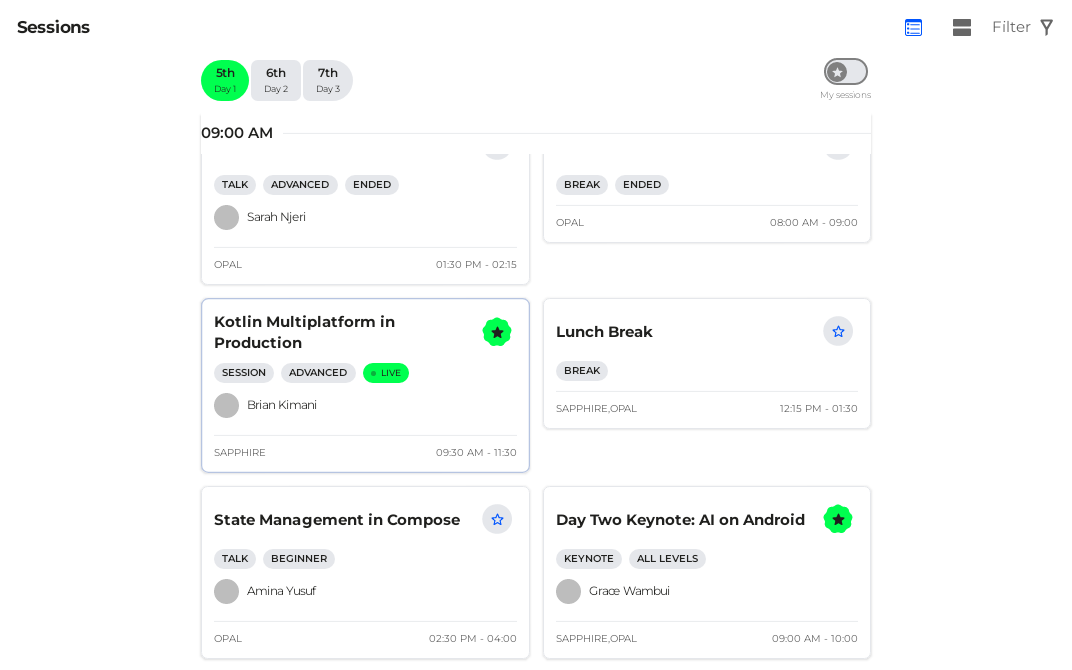 Sessions
Filter
5th
Day 1
6th
Day 2
7th
Day 3
My sessions
09:00 AM
TALK ADVANCED ENDED
Sarah Njeri
OPAL 01:30 PM - 02:15
BREAK ENDED
OPAL 08:00 AM - 09:00
Kotlin Multiplatform in
Production
SESSION ADVANCED LIVE
Brian Kimani
SAPPHIRE 09:30 AM - 11:30
Lunch Break
BREAK
SAPPHIRE,OPAL 12:15 PM - 01:30
State Management in Compose
TALK BEGINNER
Amina Yusuf
OPAL 02:30 PM - 04:00
Day Two Keynote: AI on Android
KEYNOTE ALL LEVELS
Grace Wambui
SAPPHIRE,OPAL 09:00 AM - 10:00